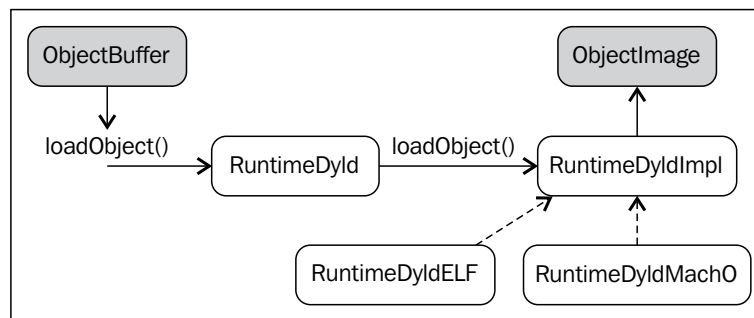 ObjectBuffer
ObjectImage
loadObject()
RuntimeDyld
loadObject()
RuntimeDyldImpl
RuntimeDyldELF
RuntimeDyldMachO